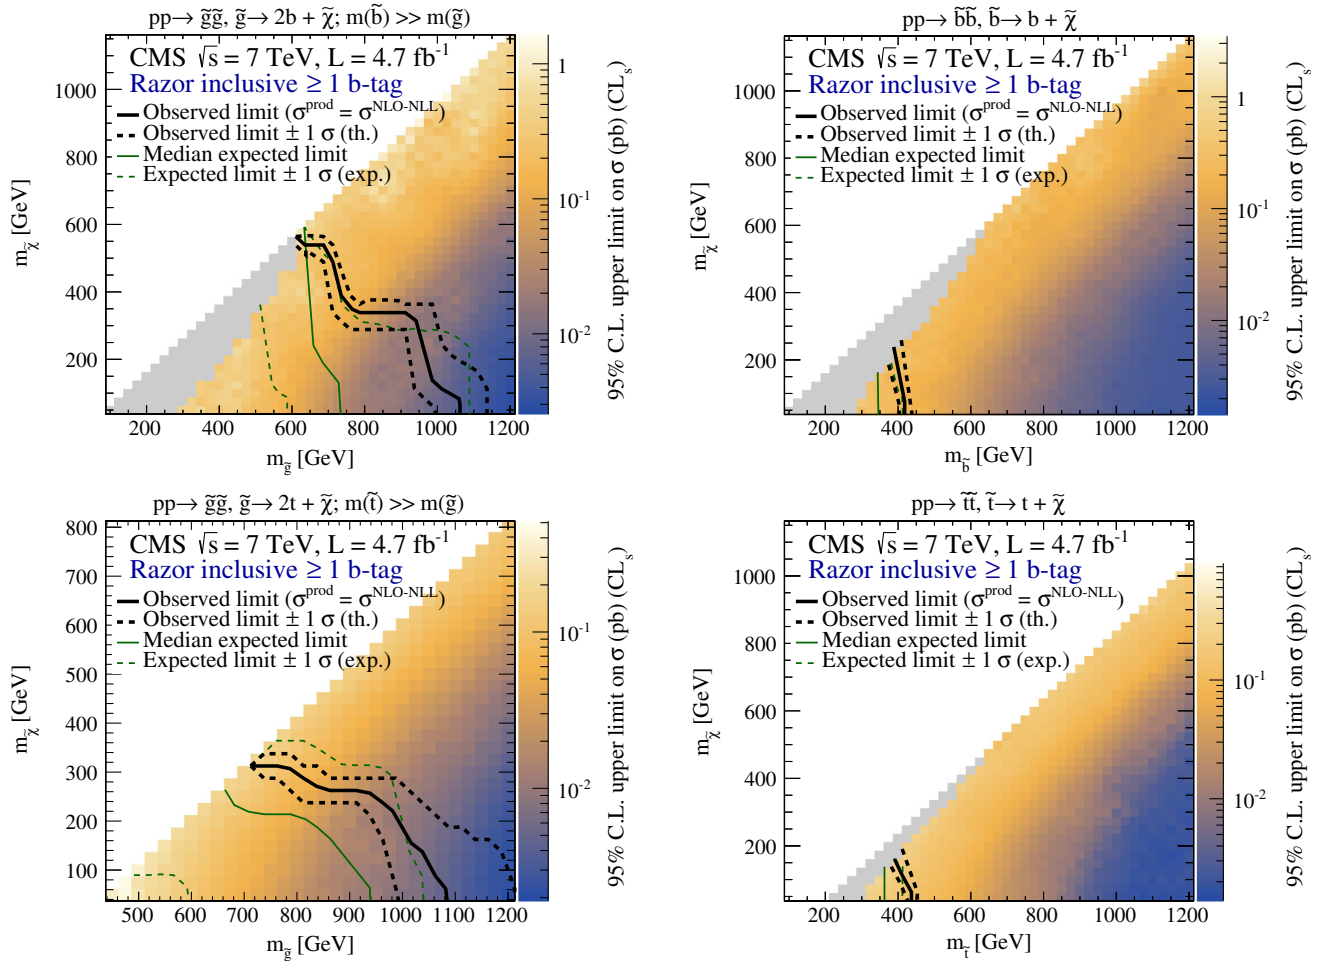 pp→ g̃g̃, g̃→ 2b + χ̃; m(b̃) >> m(g̃)
CMS √s = 7 TeV, L = 4.7 fb⁻¹
Razor inclusive ≥ 1 b-tag
Observed limit (σ^prod = σ^NLO-NLL)
Observed limit ± 1 σ (th.)
Median expected limit
Expected limit ± 1 σ (exp.)
m_χ̃ [GeV]
1000
800
600
400
200
200 400 600 800 1000 1200
m_g̃ [GeV]
1
10⁻¹
10⁻²
95% C.L. upper limit on σ (pb) (CL_s)
pp→ b̃b̃, b̃→ b + χ̃
CMS √s = 7 TeV, L = 4.7 fb⁻¹
Razor inclusive ≥ 1 b-tag
Observed limit (σ^prod = σ^NLO-NLL)
Observed limit ± 1 σ (th.)
Median expected limit
Expected limit ± 1 σ (exp.)
m_χ̃ [GeV]
1000
800
600
400
200
200 400 600 800 1000 1200
m_b̃ [GeV]
1
10⁻¹
10⁻²
95% C.L. upper limit on σ (pb) (CL_s)
pp→ g̃g̃, g̃→ 2t + χ̃; m(t̃) >> m(g̃)
CMS √s = 7 TeV, L = 4.7 fb⁻¹
Razor inclusive ≥ 1 b-tag
Observed limit (σ^prod = σ^NLO-NLL)
Observed limit ± 1 σ (th.)
Median expected limit
Expected limit ± 1 σ (exp.)
m_χ̃ [GeV]
800
700
600
500
400
300
200
100
500 600 700 800 900 1000 1100 1200
m_g̃ [GeV]
10⁻¹
10⁻²
95% C.L. upper limit on σ (pb) (CL_s)
pp→ t̃t̃, t̃→ t + χ̃
CMS √s = 7 TeV, L = 4.7 fb⁻¹
Razor inclusive ≥ 1 b-tag
Observed limit (σ^prod = σ^NLO-NLL)
Observed limit ± 1 σ (th.)
Median expected limit
Expected limit ± 1 σ (exp.)
m_χ̃ [GeV]
1000
800
600
400
200
200 400 600 800 1000 1200
m_t̃ [GeV]
10⁻¹
10⁻²
95% C.L. upper limit on σ (pb) (CL_s)